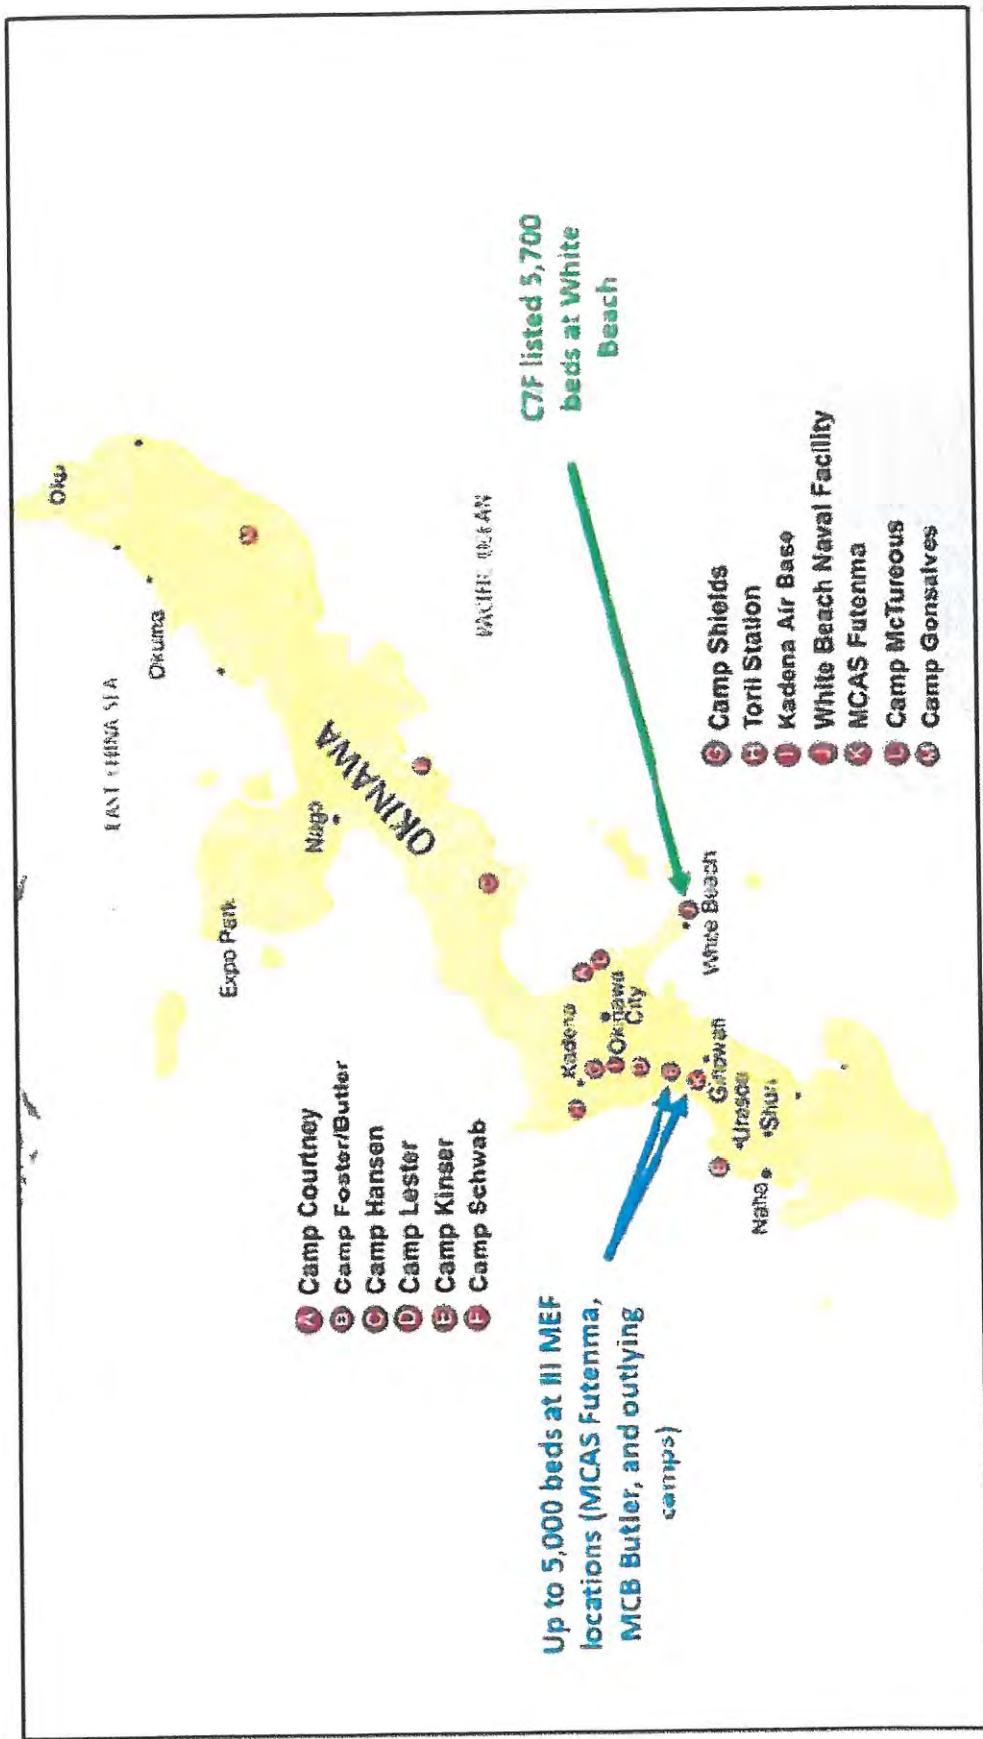 EAST CHINA SEA
Oku
Okuma
Expo Park
Nago
OKINAWA
PACIFIC OCEAN
C7F listed 5,700
beds at White
Beach
A Camp Courtney
B Camp Foster/Butler
C Camp Hansen
D Camp Lester
E Camp Kinser
F Camp Schwab
Kadena
Okinawa
City
White Beach
Ginowan
Urasoe
Shuri
Naha
Up to 5,000 beds at III MEF
locations (MCAS Futenma,
MCB Butler, and outlying
camps)
G Camp Shields
H Torii Station
I Kadena Air Base
J White Beach Naval Facility
K MCAS Futenma
L Camp McTureous
M Camp Gonsalves